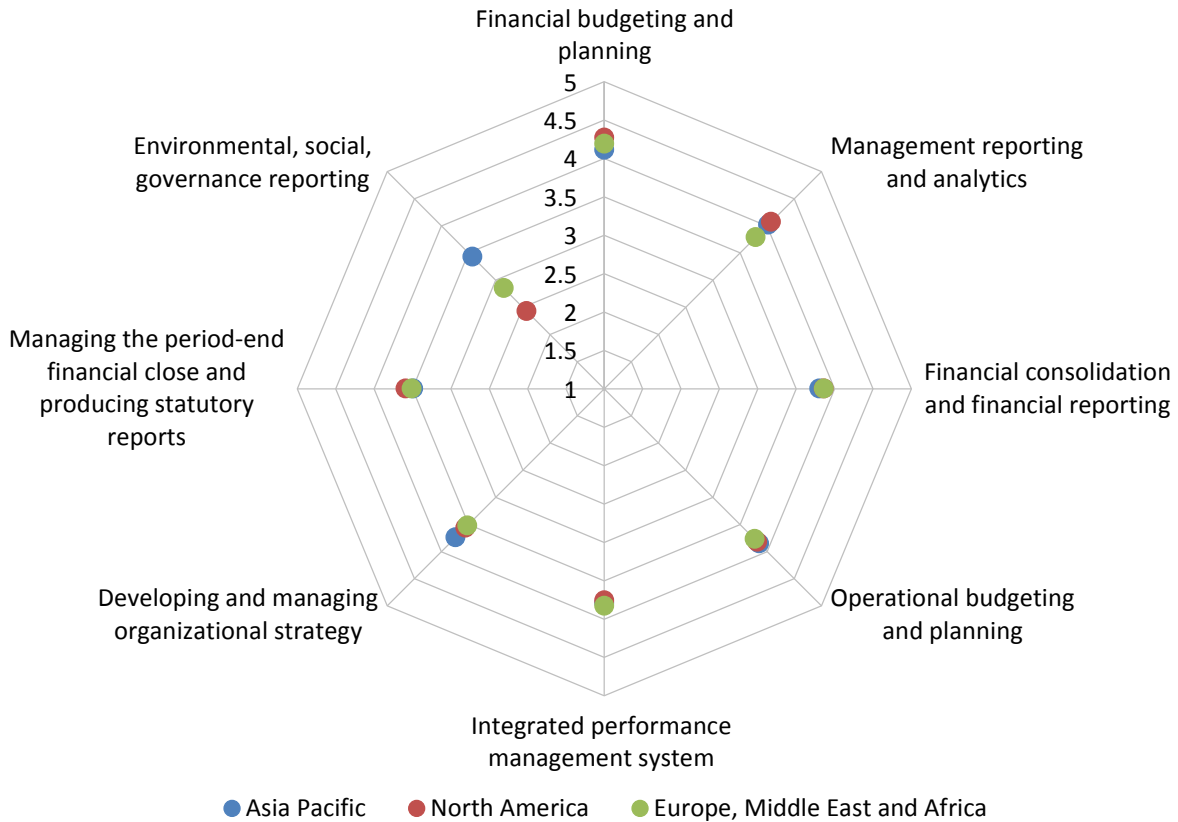 Financial budgeting and
planning
5
4.5
4
3.5
3
2.5
2
1.5
1
Management reporting
and analytics
Financial consolidation
and financial reporting
Operational budgeting
and planning
Integrated performance
management system
Developing and managing
organizational strategy
Managing the period-end
financial close and
producing statutory
reports
Environmental, social,
governance reporting
Asia Pacific
North America
Europe, Middle East and Africa